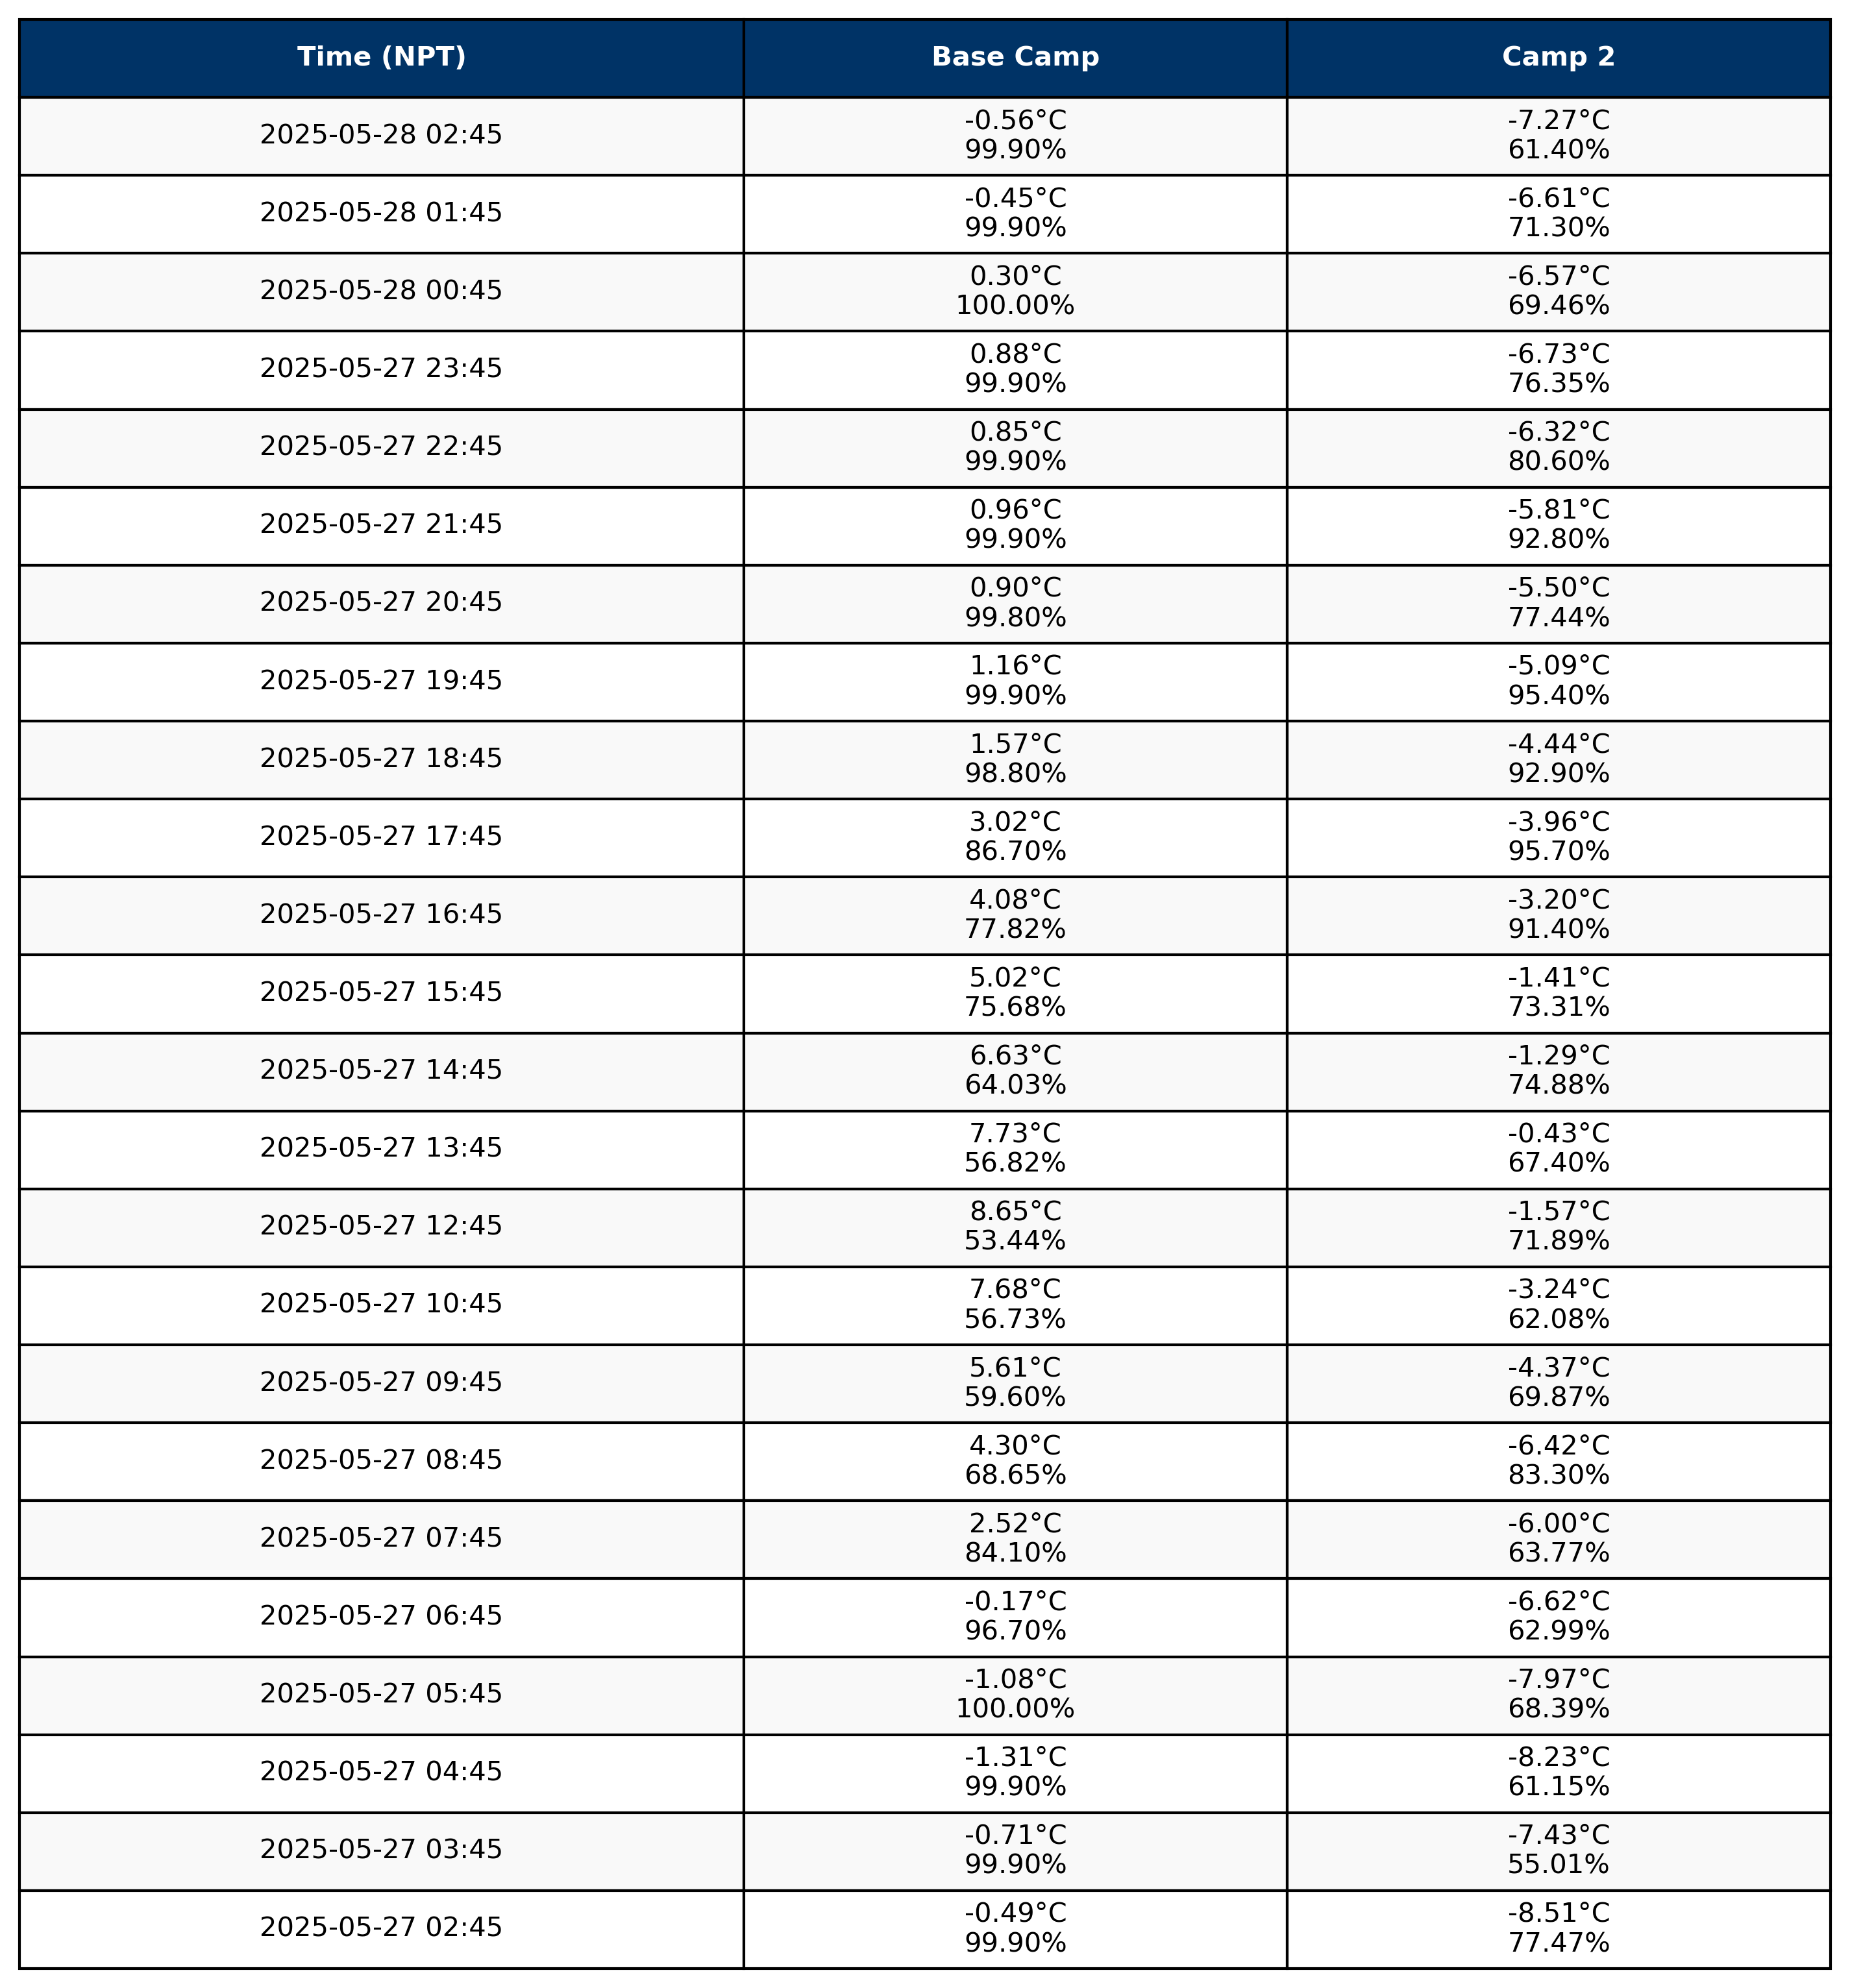 Time (NPT) Base Camp Camp 2
2025-05-28 02:45 -0.56°C -7.27°C
99.90% 61.40%
2025-05-28 01:45 -0.45°C -6.61°C
99.90% 71.30%
2025-05-28 00:45 0.30°C -6.57°C
100.00% 69.46%
2025-05-27 23:45 0.88°C -6.73°C
99.90% 76.35%
2025-05-27 22:45 0.85°C -6.32°C
99.90% 80.60%
2025-05-27 21:45 0.96°C -5.81°C
99.90% 92.80%
2025-05-27 20:45 0.90°C -5.50°C
99.80% 77.44%
2025-05-27 19:45 1.16°C -5.09°C
99.90% 95.40%
2025-05-27 18:45 1.57°C -4.44°C
98.80% 92.90%
2025-05-27 17:45 3.02°C -3.96°C
86.70% 95.70%
2025-05-27 16:45 4.08°C -3.20°C
77.82% 91.40%
2025-05-27 15:45 5.02°C -1.41°C
75.68% 73.31%
2025-05-27 14:45 6.63°C -1.29°C
64.03% 74.88%
2025-05-27 13:45 7.73°C -0.43°C
56.82% 67.40%
2025-05-27 12:45 8.65°C -1.57°C
53.44% 71.89%
2025-05-27 10:45 7.68°C -3.24°C
56.73% 62.08%
2025-05-27 09:45 5.61°C -4.37°C
59.60% 69.87%
2025-05-27 08:45 4.30°C -6.42°C
68.65% 83.30%
2025-05-27 07:45 2.52°C -6.00°C
84.10% 63.77%
2025-05-27 06:45 -0.17°C -6.62°C
96.70% 62.99%
2025-05-27 05:45 -1.08°C -7.97°C
100.00% 68.39%
2025-05-27 04:45 -1.31°C -8.23°C
99.90% 61.15%
2025-05-27 03:45 -0.71°C -7.43°C
99.90% 55.01%
2025-05-27 02:45 -0.49°C -8.51°C
99.90% 77.47%